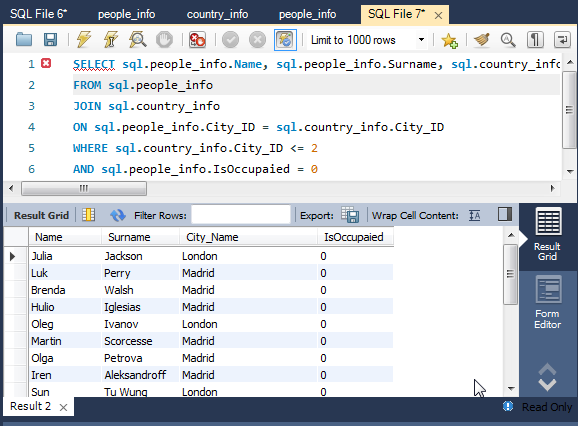 SQL File 6* people_info country_info people_info SQL File 7*
Limit to 1000 rows
1 SELECT sql.people_info.Name, sql.people_info.Surname, sql.country_info
2 FROM sql.people_info
3 JOIN sql.country_info
4 ON sql.people_info.City_ID = sql.country_info.City_ID
5 WHERE sql.country_info.City_ID <= 2
6 AND sql.people_info.IsOccupaied = 0
Result Grid Filter Rows: Export: Wrap Cell Content: IA
Name Surname City_Name IsOccupaied
Julia Jackson London 0
Luk Perry Madrid 0
Brenda Walsh Madrid 0
Hulio Iglesias Madrid 0
Oleg Ivanov London 0
Martin Scorcesse Madrid 0
Olga Petrova Madrid 0
Iren Aleksandroff Madrid 0
Sun Tu Wung London 0
Result
Grid
Form
Editor
Result 2 Read Only